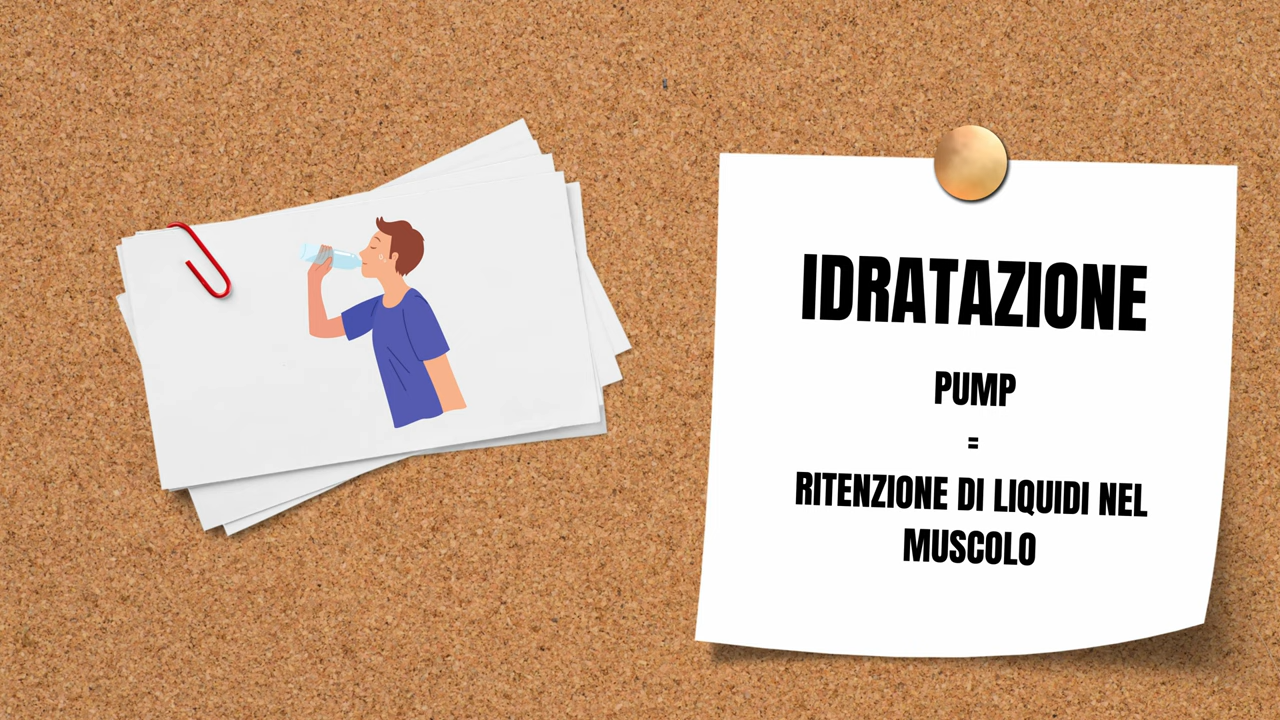 IDRATAZIONE
PUMP
=
RITENZIONE DI LIQUIDI NEL
MUSCOLO